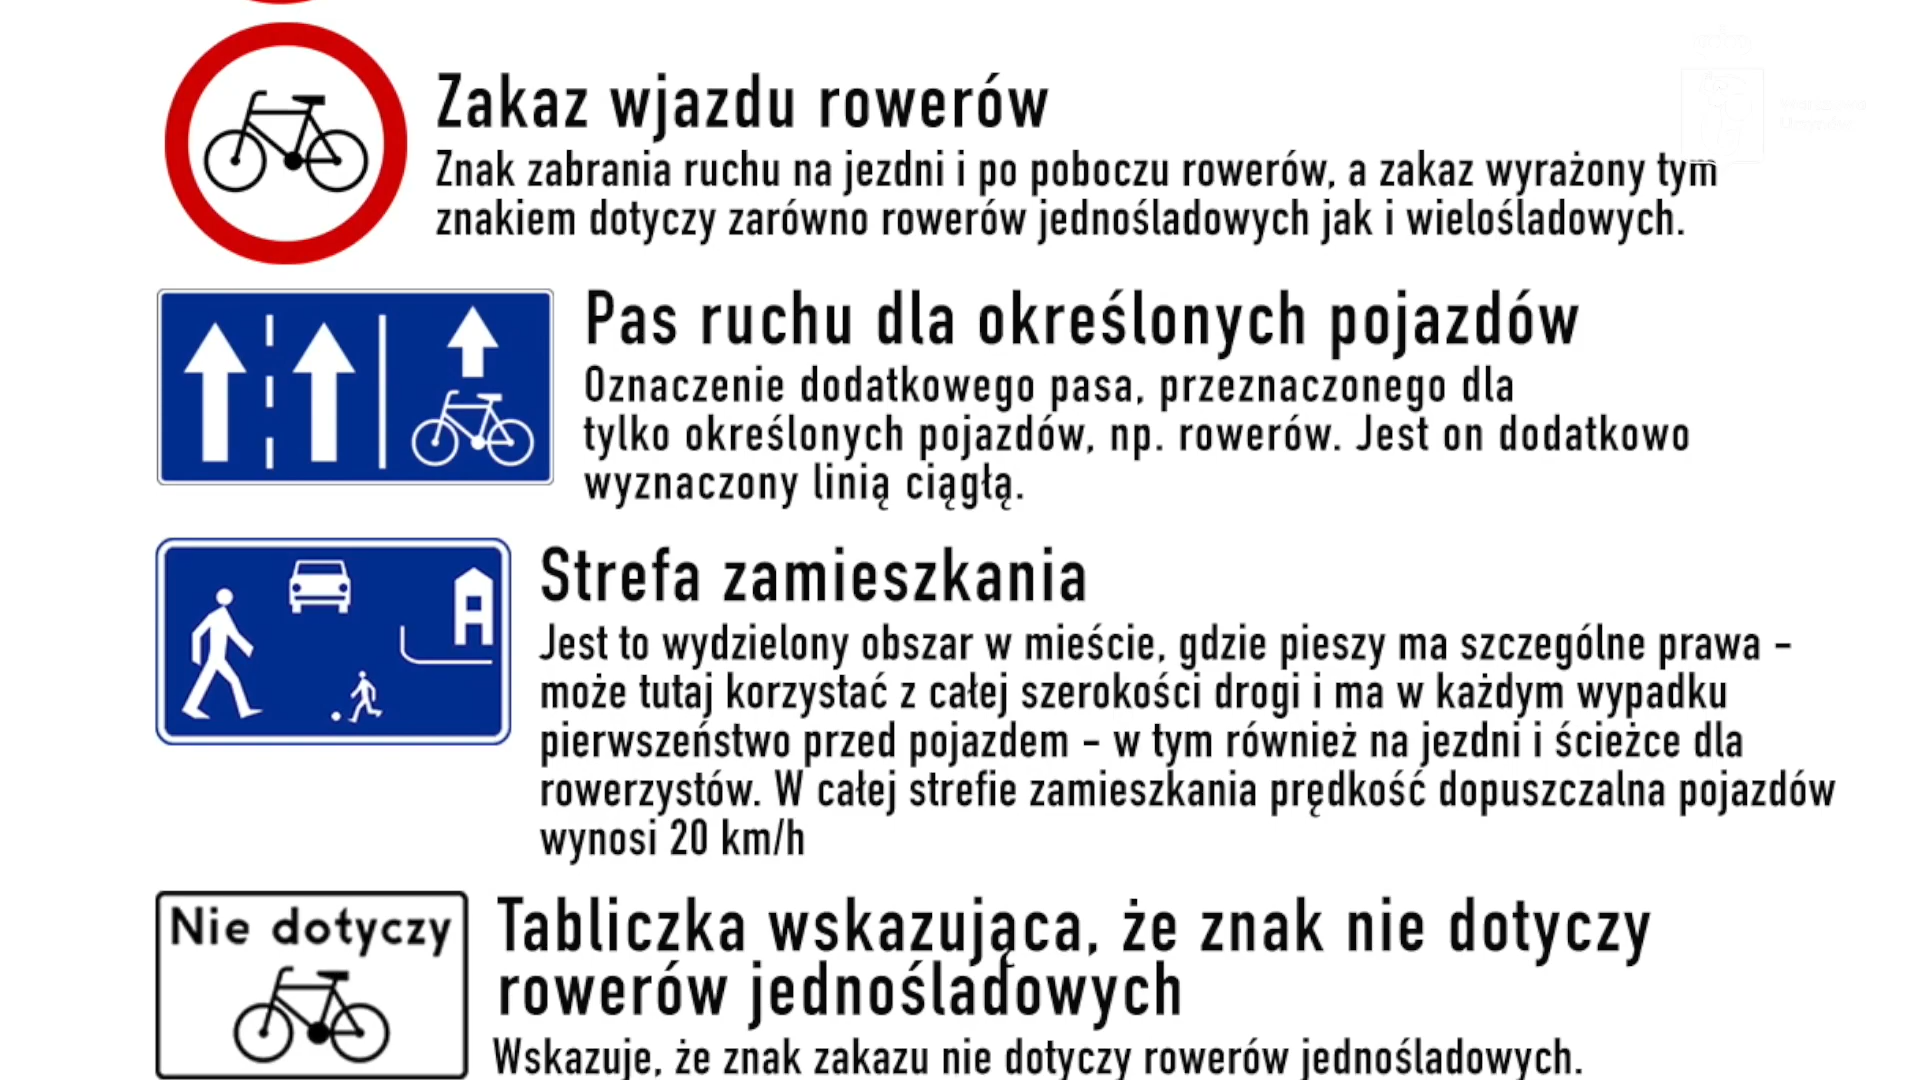 Zakaz wjazdu rowerów
Znak zabrania ruchu na jezdni i po poboczu rowerów, a zakaz wyrażony tym
znakiem dotyczy zarówno rowerów jednośladowych jak i wielośladowych.
Pas ruchu dla określonych pojazdów
Oznaczenie dodatkowego pasa, przeznaczonego dla
tylko określonych pojazdów, np. rowerów. Jest on dodatkowo
wyznaczony linią ciągłą.
Strefa zamieszkania
Jest to wydzielony obszar w mieście, gdzie pieszy ma szczególne prawa –
może tutaj korzystać z całej szerokości drogi i ma w każdym wypadku
pierwszeństwo przed pojazdem – w tym również na jezdni i ścieżce dla
rowerzystów. W całej strefie zamieszkania prędkość dopuszczalna pojazdów
wynosi 20 km/h
Nie dotyczy
Tabliczka wskazująca, że znak nie dotyczy
rowerów jednośladowych
Wskazuje, że znak zakazu nie dotyczy rowerów jednośladowych.